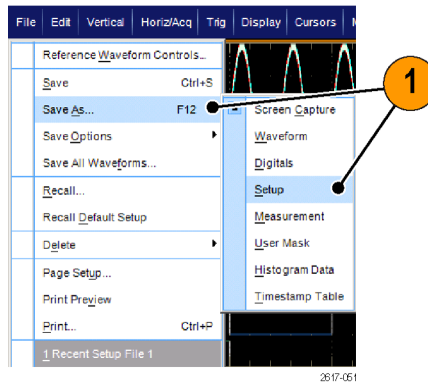 File Edit Vertical Horiz/Acq Trig Display Cursors
Reference Waveform Controls...
Save Ctrl+S
Save As... F12
Save Options
Save All Waveforms...
Recall...
Recall Default Setup
Delete
Page Setup...
Print Preview
Print... Ctrl+P
1 Recent Setup File 1
Screen Capture
Waveform
Digitals
Setup
Measurement
User Mask
Histogram Data
Timestamp Table
1
2617-051